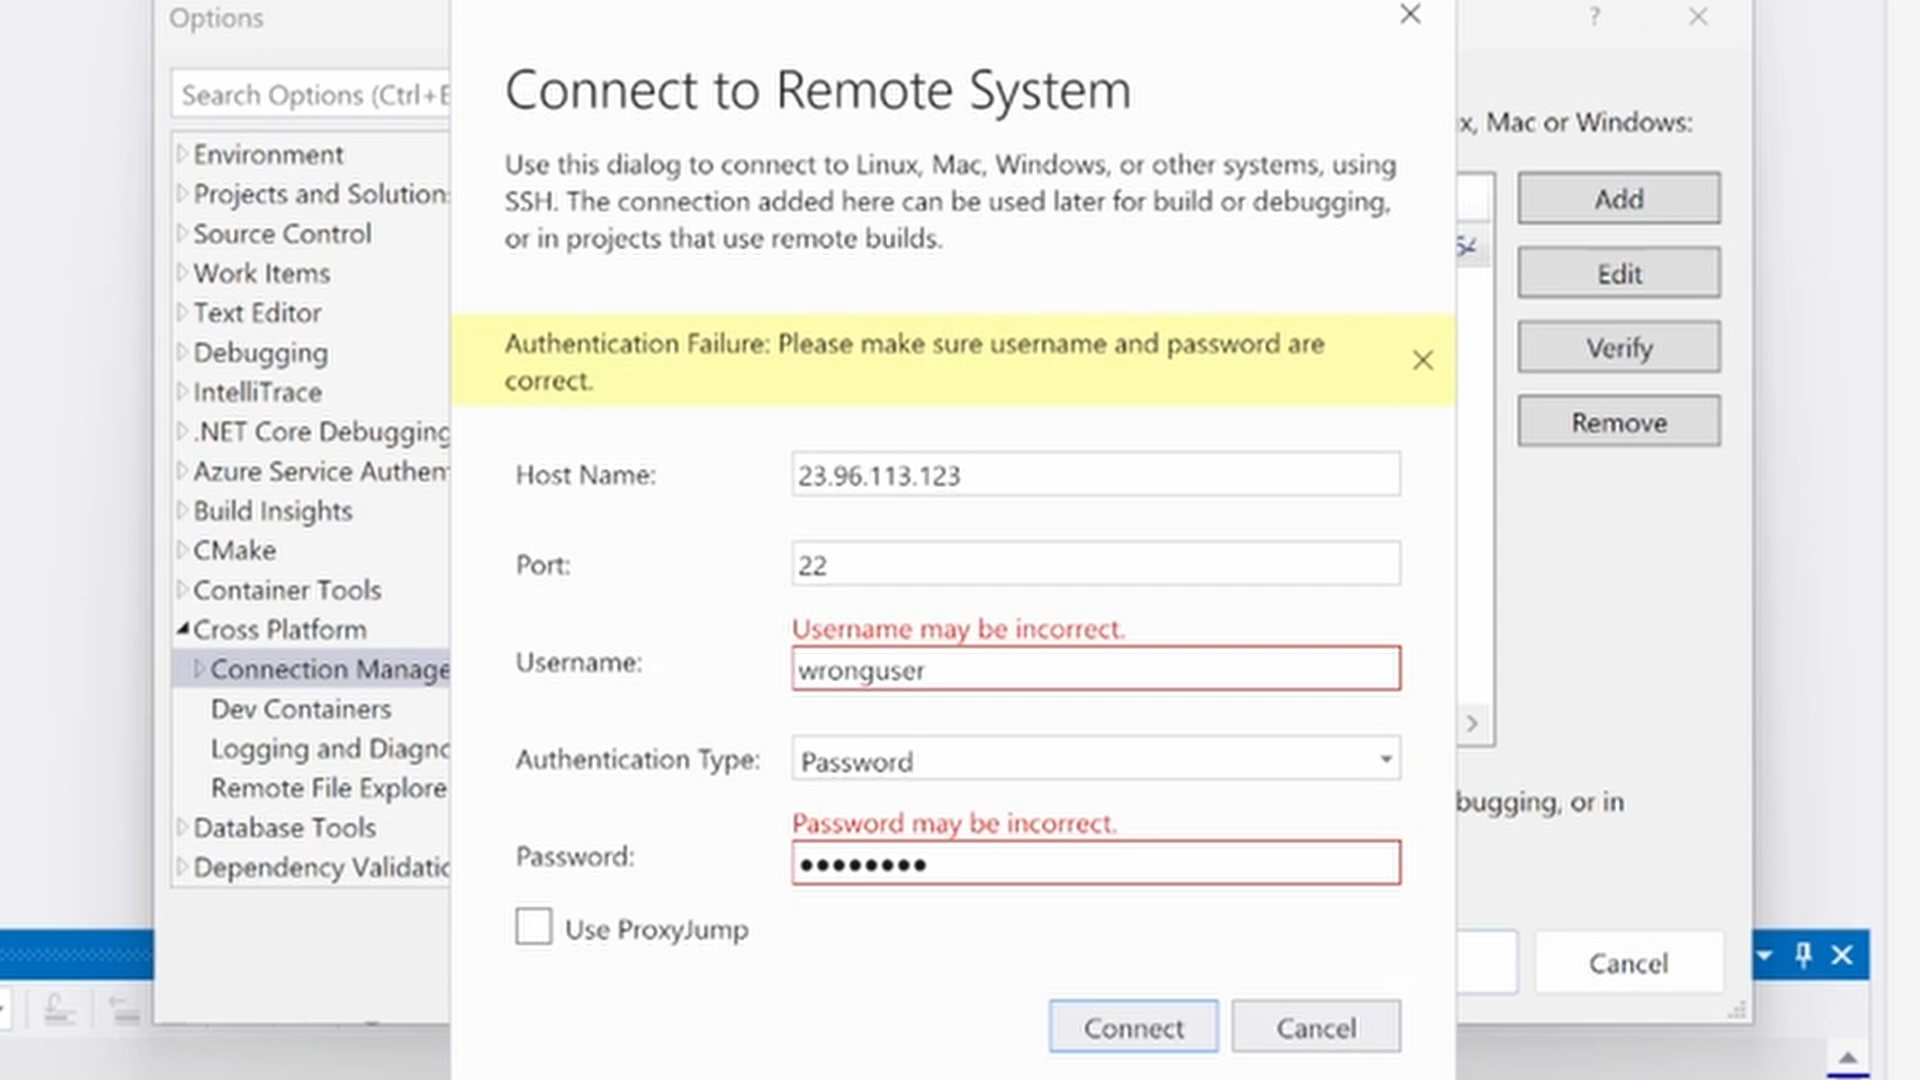 Options
?
Search Options (Ctrl+E
Environment
Projects and Solution
Source Control
Work Items
Text Editor
Debugging
IntelliTrace
.NET Core Debugging
Azure Service Authen
Build Insights
CMake
Container Tools
Cross Platform
Connection Manage
Dev Containers
Logging and Diagno
Remote File Explore
Database Tools
Dependency Validatio
Connect to Remote System
Use this dialog to connect to Linux, Mac, Windows, or other systems, using
SSH. The connection added here can be used later for build or debugging,
or in projects that use remote builds.
Authentication Failure: Please make sure username and password are
correct.
Host Name: 23.96.113.123
Port: 22
Username may be incorrect.
Username: wronguser
Authentication Type: Password
Password may be incorrect.
Password: ••••••••
Use ProxyJump
Connect Cancel
x, Mac or Windows:
Add
Edit
Verify
Remove
bugging, or in
Cancel